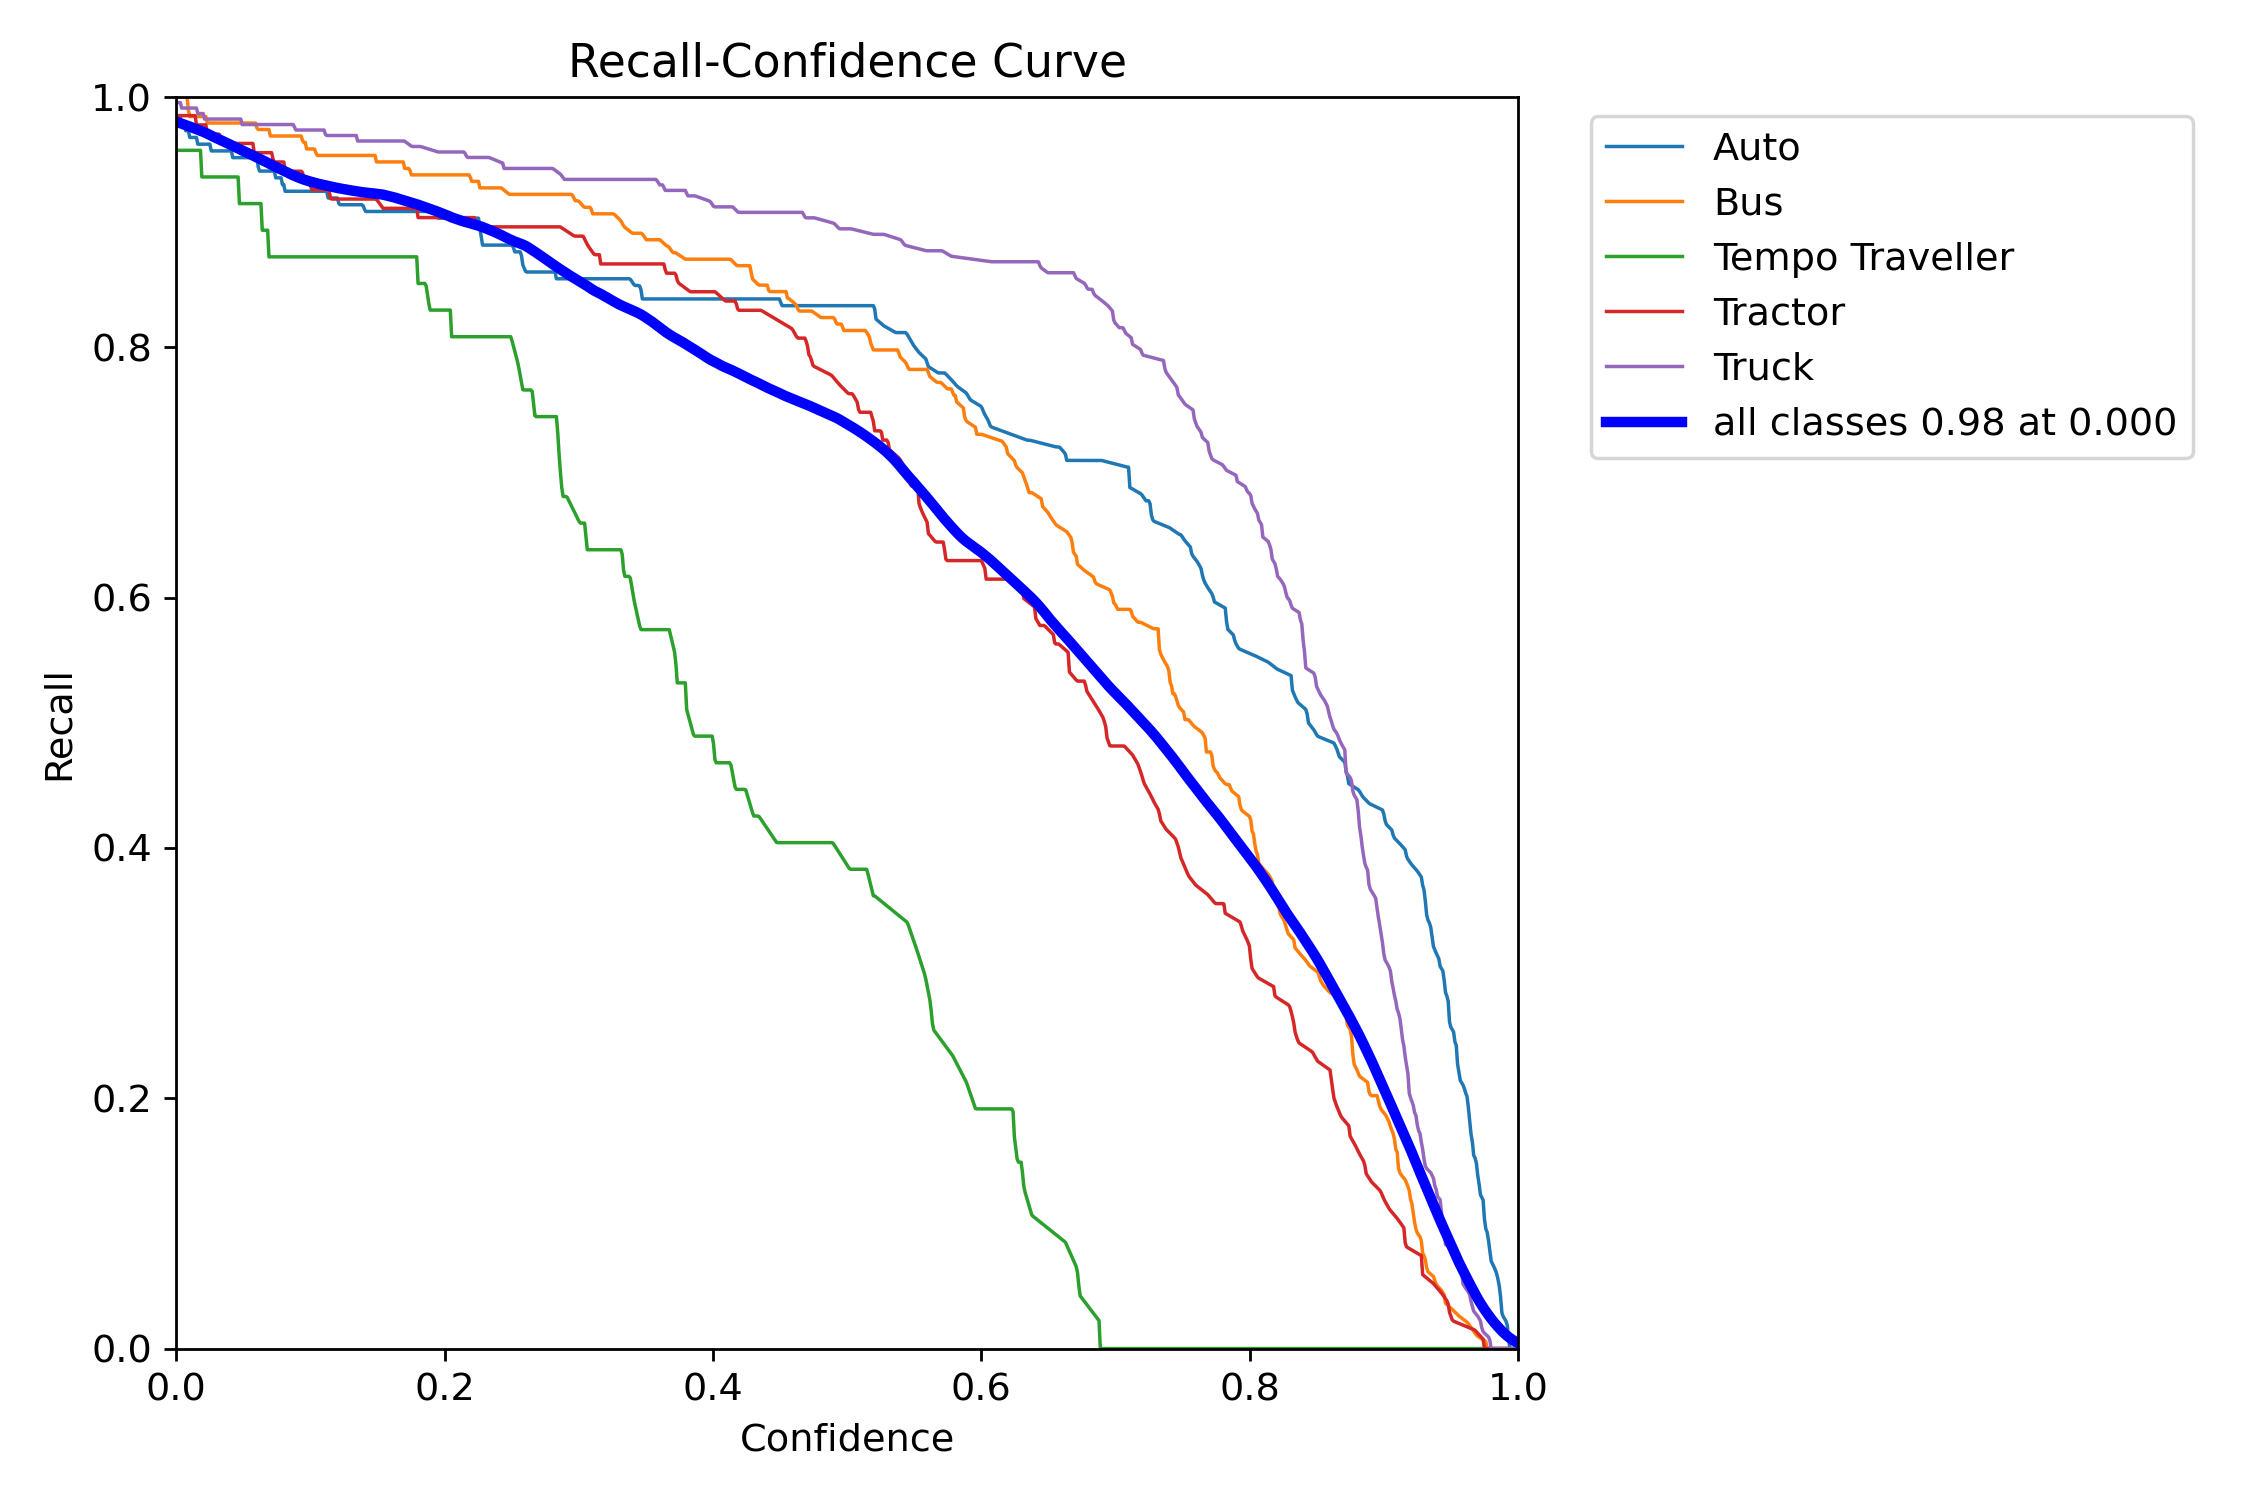 Recall-Confidence Curve
1.0
0.8
0.6
0.4
0.2
0.0
Recall
0.0 0.2 0.4 0.6 0.8 1.0
Confidence
Auto
Bus
Tempo Traveller
Tractor
Truck
all classes 0.98 at 0.000